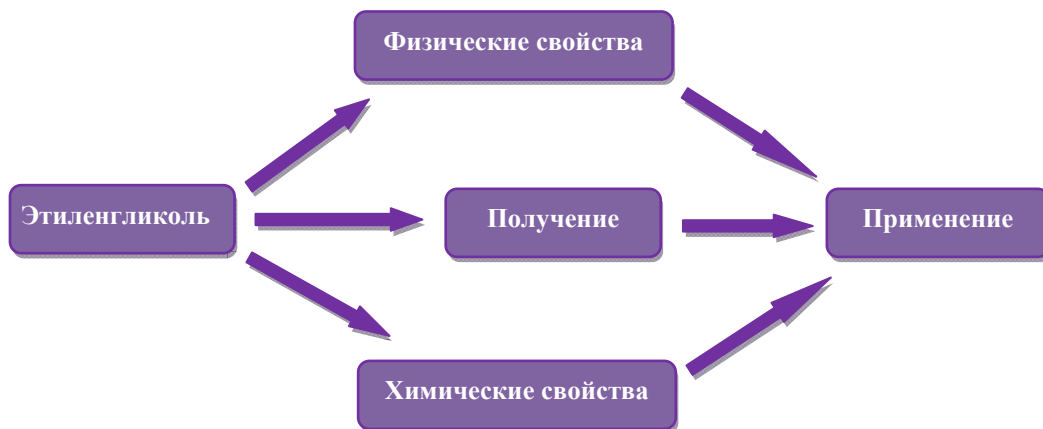 Физические свойства
Этиленгликоль
Получение
Применение
Химические свойства